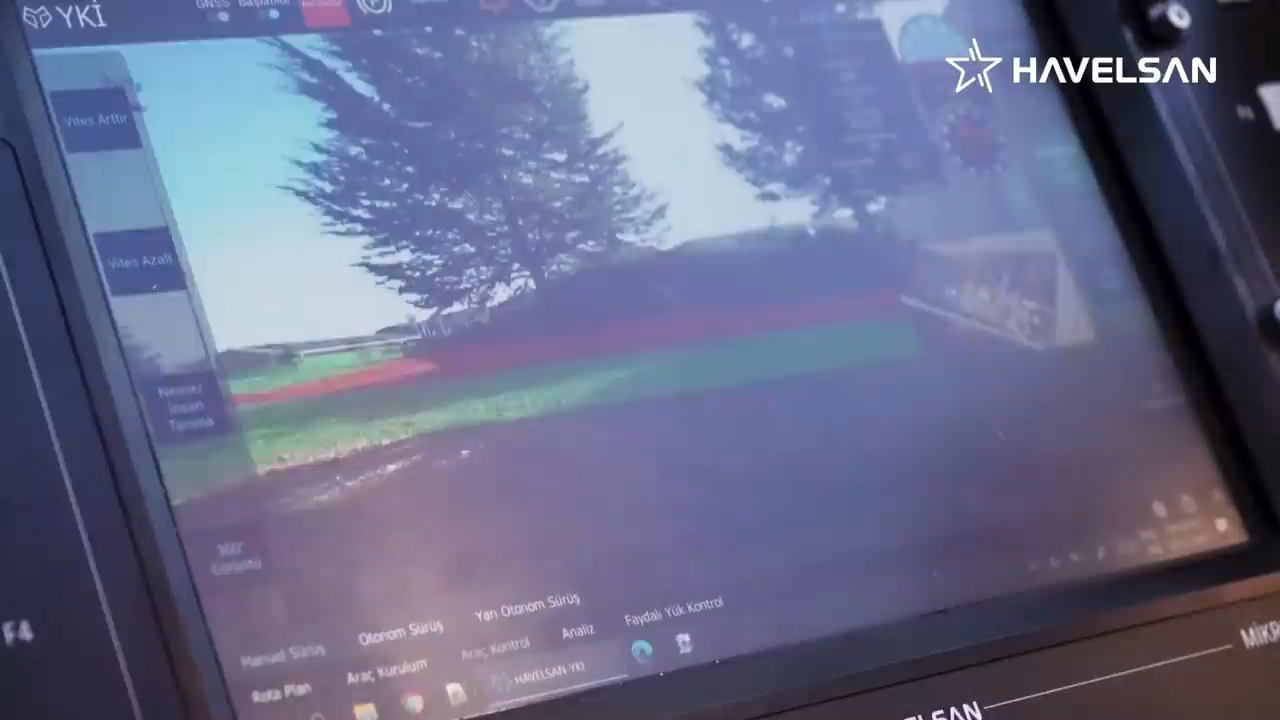 YKİ
GNSS
Başlatıldı
HAVELSAN
Vites Arttır
Vites Azalt
Nesne/
İnsan
Tanıma
360°
Görüntü
F4
Manuel Sürüş
Otonom Sürüş
Yarı Otonom Sürüş
Rota Plan
Araç Kurulum
Araç Kontrol
Analiz
Faydalı Yük Kontrol
HAVELSAN-YKI